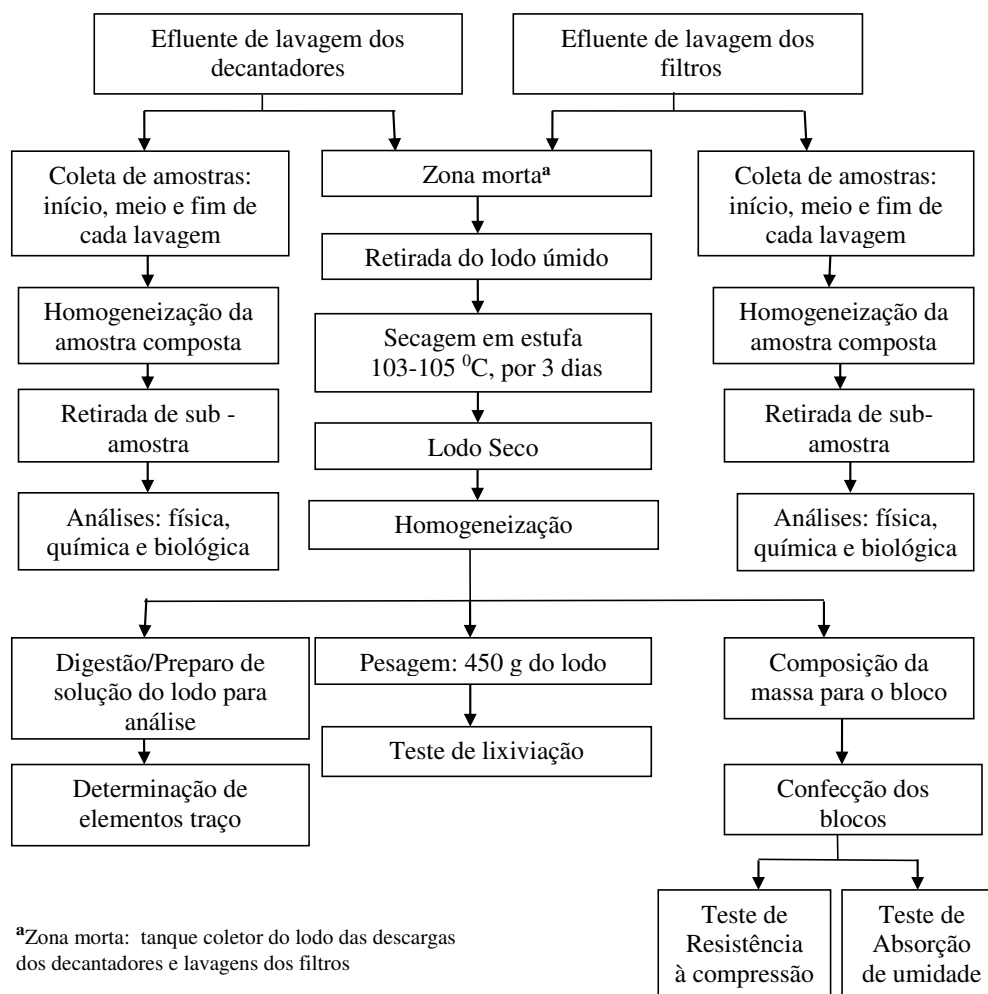 Efluente de lavagem dos
decantadores
Efluente de lavagem dos
filtros
Coleta de amostras:
início, meio e fim de
cada lavagem
Zona morta^a
Coleta de amostras:
início, meio e fim de
cada lavagem
Retirada do lodo úmido
Homogeneização da
amostra composta
Secagem em estufa
103-105 ⁰C, por 3 dias
Homogeneização da
amostra composta
Retirada de sub -
amostra
Lodo Seco
Retirada de sub-
amostra
Análises: física,
química e biológica
Homogeneização
Análises: física,
química e biológica
Digestão/Preparo de
solução do lodo para
análise
Pesagem: 450 g do lodo
Composição da
massa para o bloco
Teste de lixiviação
Determinação de
elementos traço
Confecção dos
blocos
Teste de
Resistência
à compressão
Teste de
Absorção
de umidade
^aZona morta: tanque coletor do lodo das descargas
dos decantadores e lavagens dos filtros